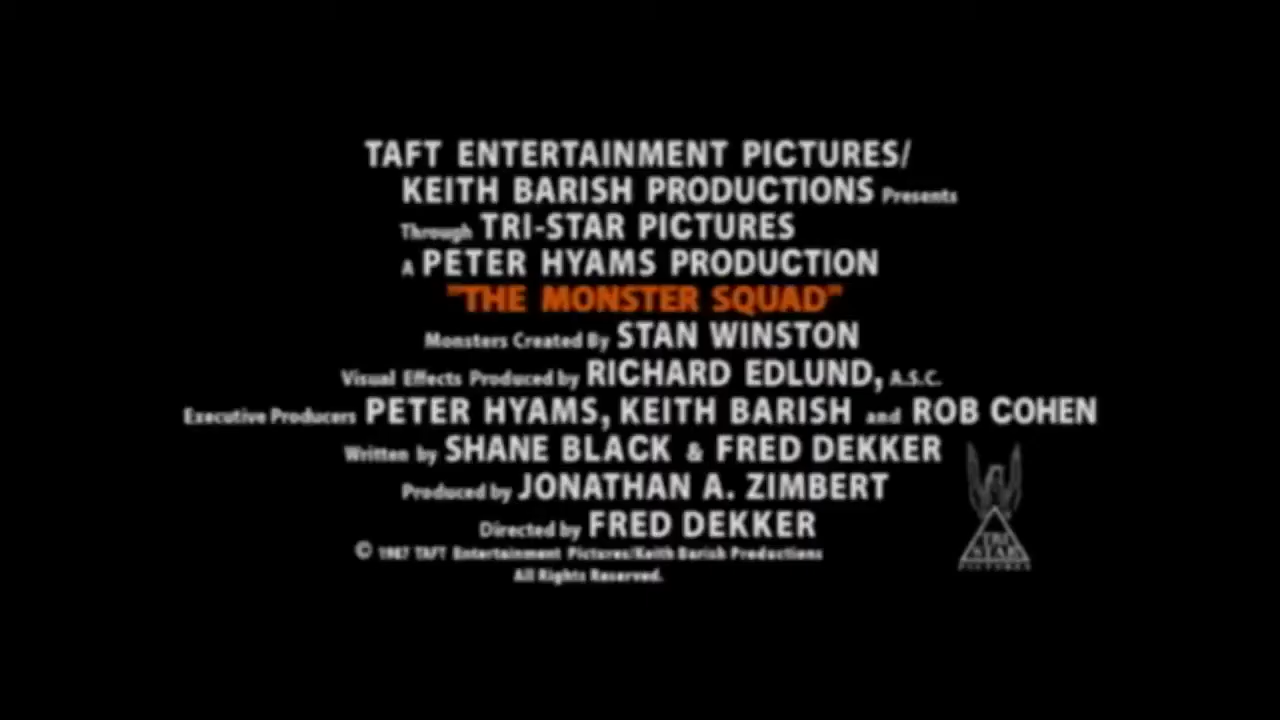 TAFT ENTERTAINMENT PICTURES/
KEITH BARISH PRODUCTIONS Presents
Through TRI-STAR PICTURES
A PETER HYAMS PRODUCTION
"THE MONSTER SQUAD"
Monsters Created By STAN WINSTON
Visual Effects Produced by RICHARD EDLUND, A.S.C.
Executive Producers PETER HYAMS, KEITH BARISH and ROB COHEN
Written by SHANE BLACK & FRED DEKKER
Produced by JONATHAN A. ZIMBERT
Directed by FRED DEKKER
© 1987 TAFT Entertainment Pictures/Keith Barish Productions
All Rights Reserved.
TRI
STAR
PICTURES